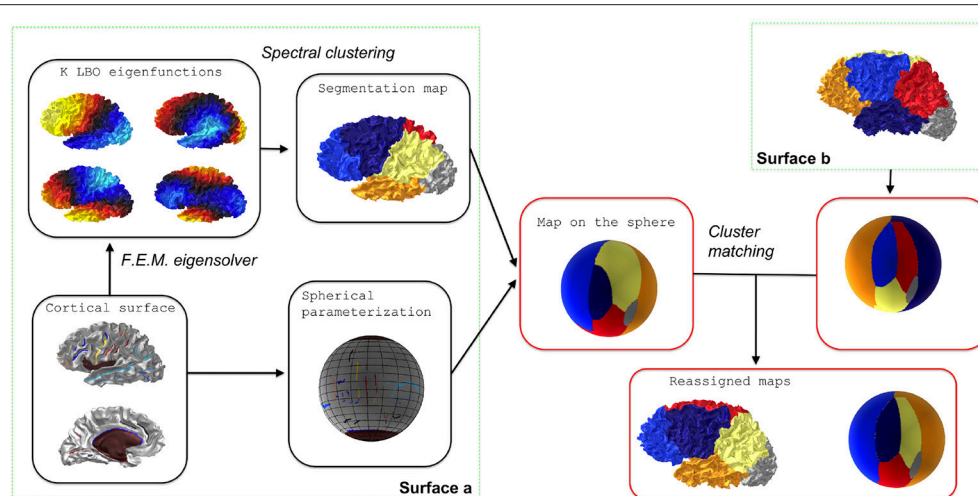 Spectral clustering
K LBO eigenfunctions
Segmentation map
Surface b
Map on the sphere
Cluster
matching
F.E.M. eigensolver
Cortical surface
Spherical
parameterization
Reassigned maps
Surface a